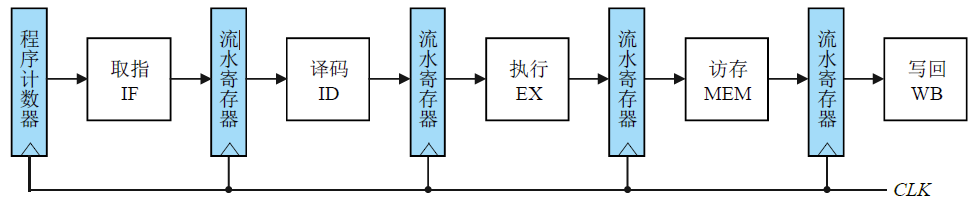 程序计数器
取指
IF
流水寄存器
译码
ID
流水寄存器
执行
EX
流水寄存器
访存
MEM
流水寄存器
写回
WB
CLK